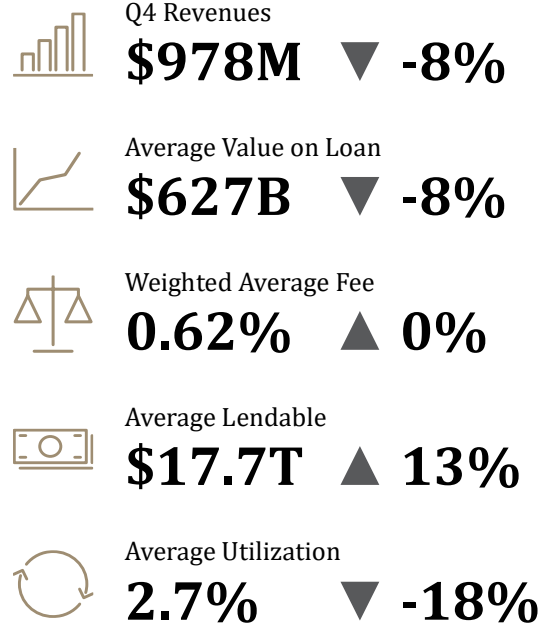 Q4 Revenues
$978M ▼ -8%
Average Value on Loan
$627B ▼ -8%
Weighted Average Fee
0.62% ▲ 0%
Average Lendable
$17.7T ▲ 13%
Average Utilization
2.7% ▼ -18%